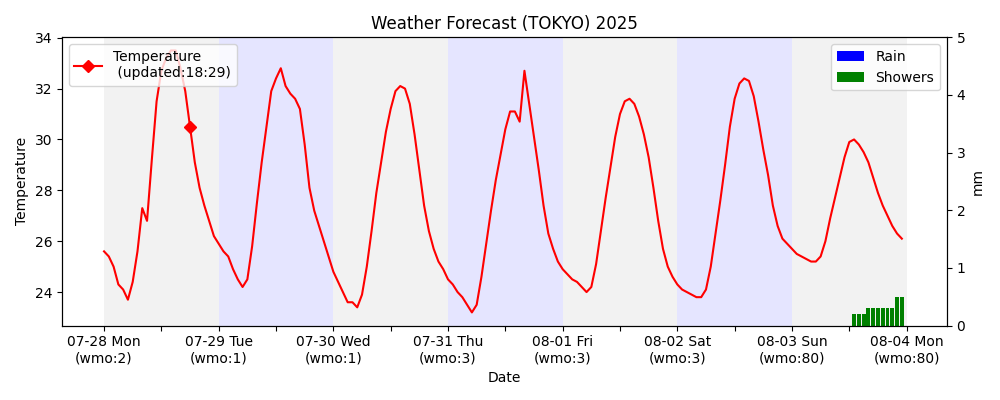 Weather Forecast (TOKYO) 2025
Temperature
(updated:18:29)
Rain
Showers
34
32
30
28
26
24
Temperature
5
4
3
2
1
0
mm
07-28 Mon
(wmo:2)
07-29 Tue
(wmo:1)
07-30 Wed
(wmo:1)
07-31 Thu
(wmo:3)
08-01 Fri
(wmo:3)
08-02 Sat
(wmo:3)
08-03 Sun
(wmo:80)
08-04 Mon
(wmo:80)
Date